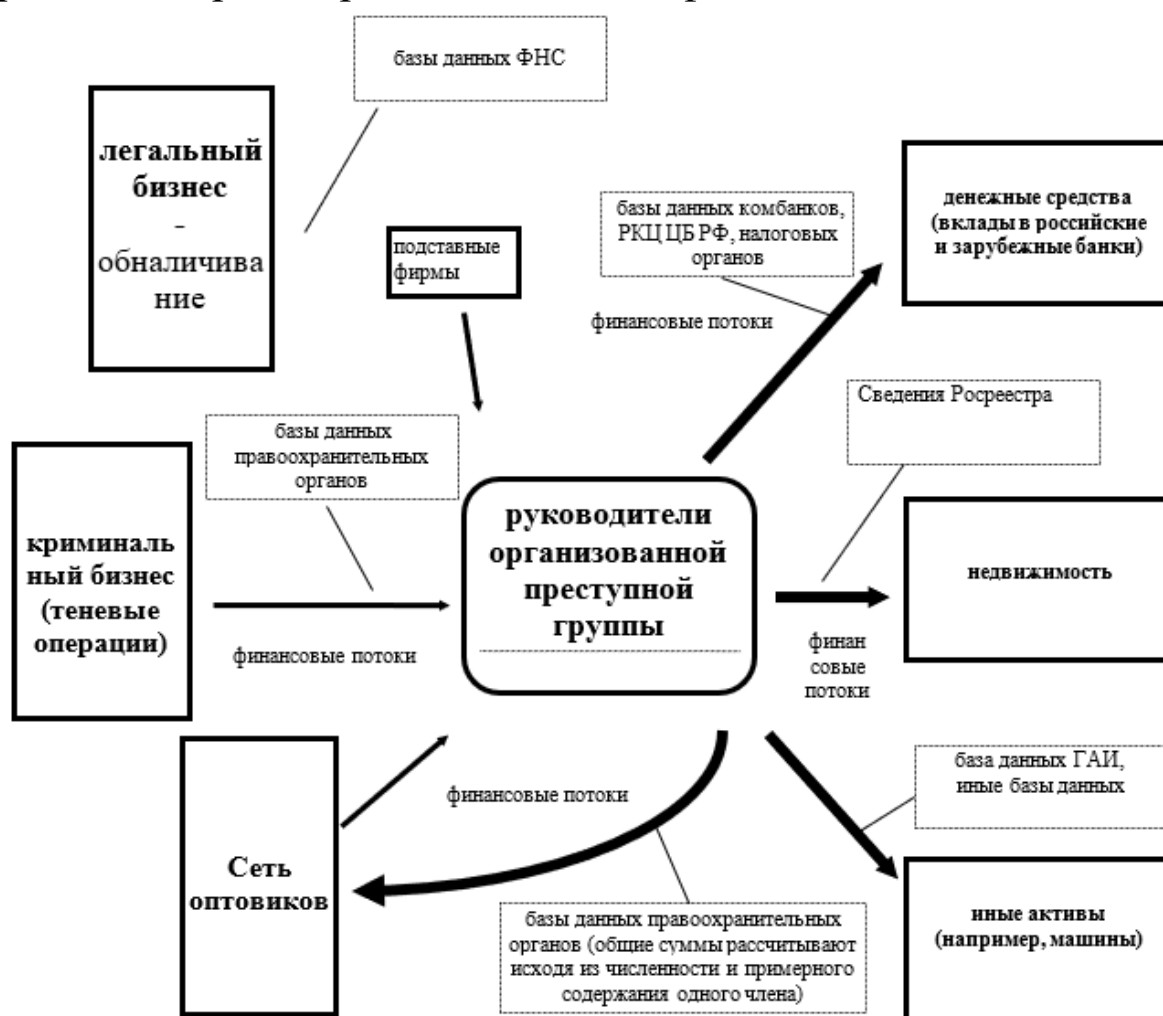 базы данных ФНС
легальный
бизнес
-
обналичива
ние
подставные
фирмы
базы данных комбанков,
РКЦ ЦБ РФ, налоговых
органов
финансовые потоки
денежные средства
(вклады в российские
и зарубежные банки)
Сведения Росреестра
базы данных
правоохранительных
органов
криминаль
ный бизнес
(теневые
операции)
финансовые потоки
руководители
организованной
преступной
группы
недвижимость
финан
совые
потоки
Сеть
оптовиков
финансовые потоки
база данных ГАИ,
иные базы данных
базы данных правоохранительных
органов (общие суммы рассчитывают
исходя из численности и примерного
содержания одного члена)
иные активы
(например, машины)